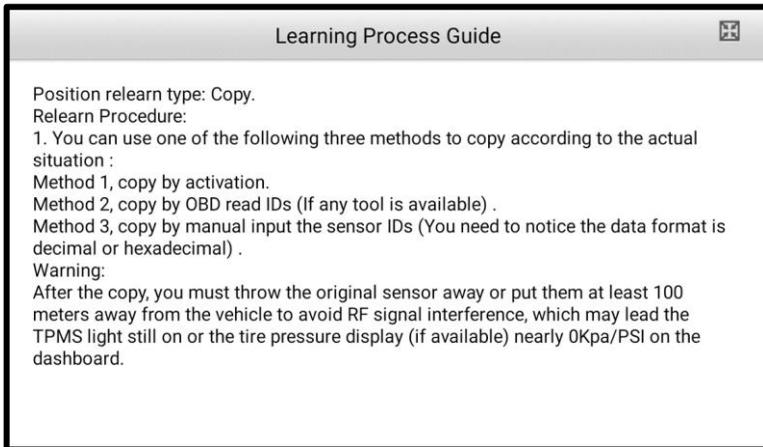 Learning Process Guide
Position relearn type: Copy.
Relearn Procedure:
1. You can use one of the following three methods to copy according to the actual
situation :
Method 1, copy by activation.
Method 2, copy by OBD read IDs (If any tool is available) .
Method 3, copy by manual input the sensor IDs (You need to notice the data format is
decimal or hexadecimal) .
Warning:
After the copy, you must throw the original sensor away or put them at least 100
meters away from the vehicle to avoid RF signal interference, which may lead the
TPMS light still on or the tire pressure display (if available) nearly 0Kpa/PSI on the
dashboard.